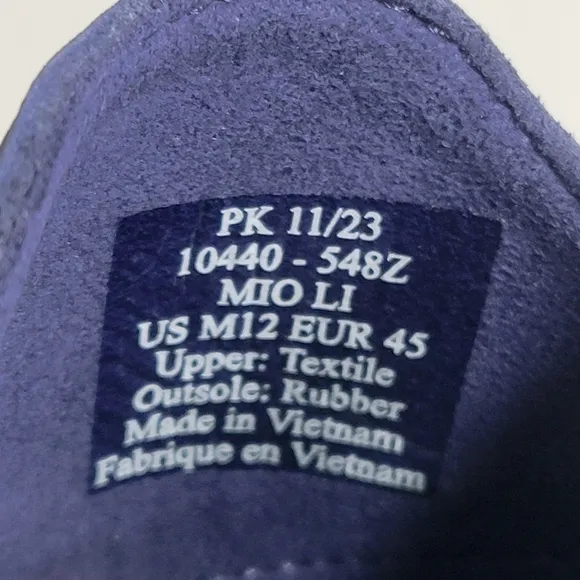 PK 11/23
10440 - 548Z
MIO LI
US M12 EUR 45
Upper: Textile
Outsole: Rubber
Made in Vietnam
Fabrique en Vietnam